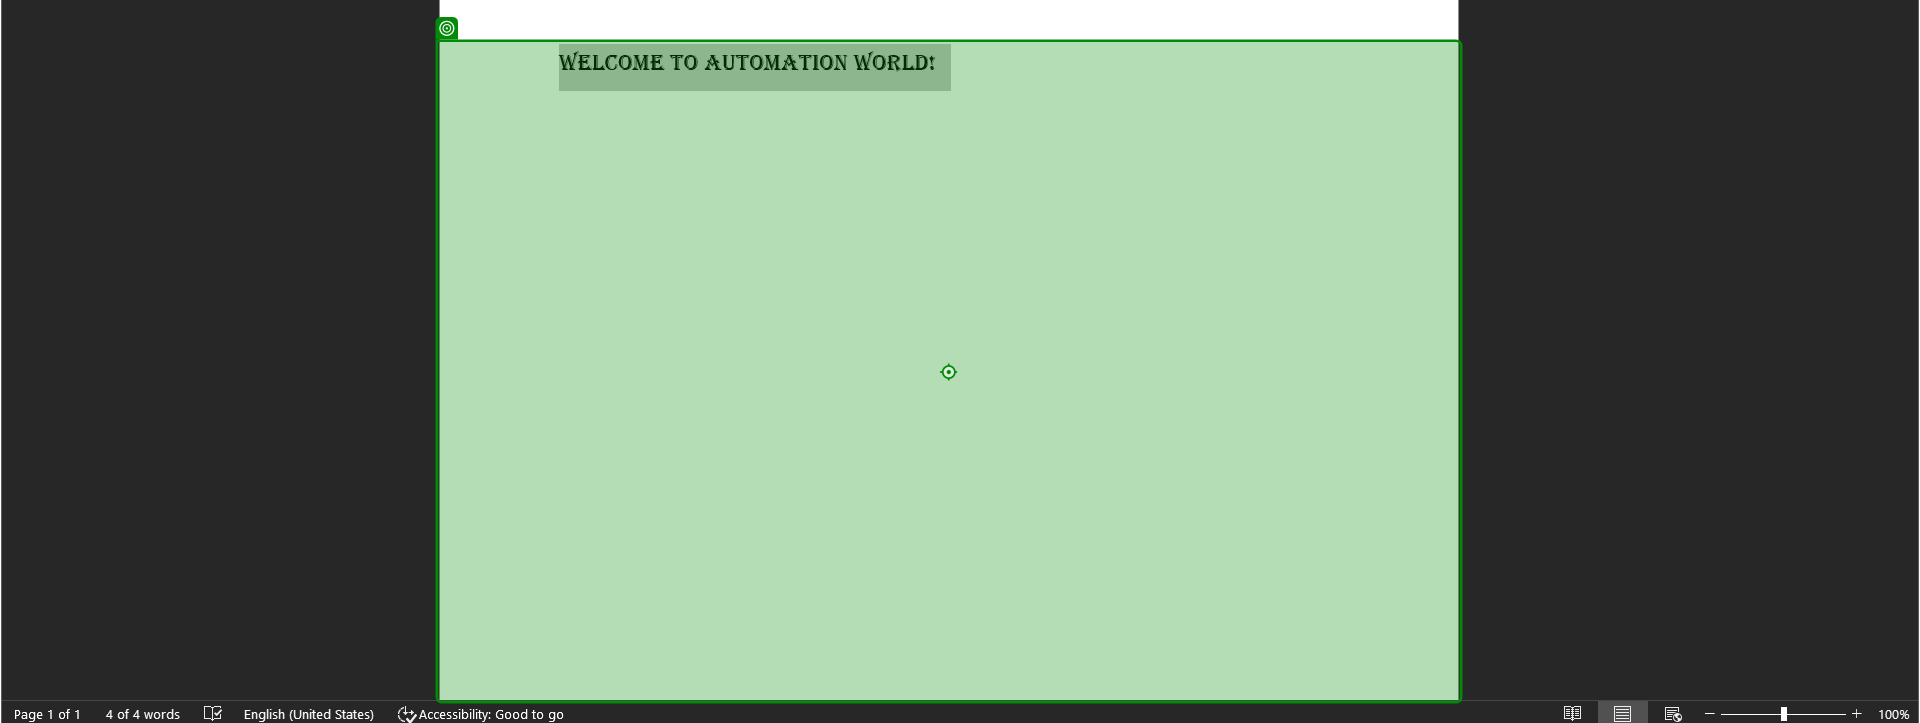 WELCOME TO AUTOMATION WORLD!
Page 1 of 1 4 of 4 words English (United States) Accessibility: Good to go 100%